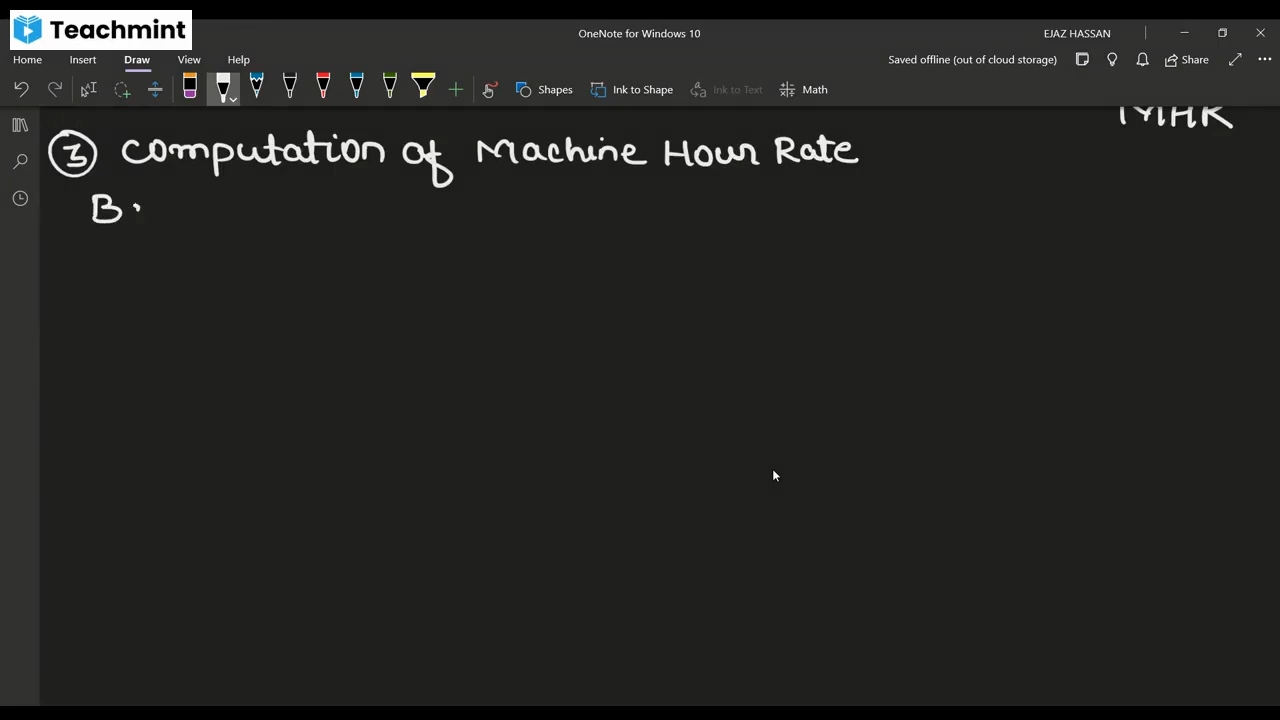 Teachmint
OneNote for Windows 10
EJAZ HASSAN
Home Insert Draw View Help
Saved offline (out of cloud storage)
Share
Shapes
Ink to Shape
Ink to Text
Math
MHR
③ Computation of Machine Hour Rate
B